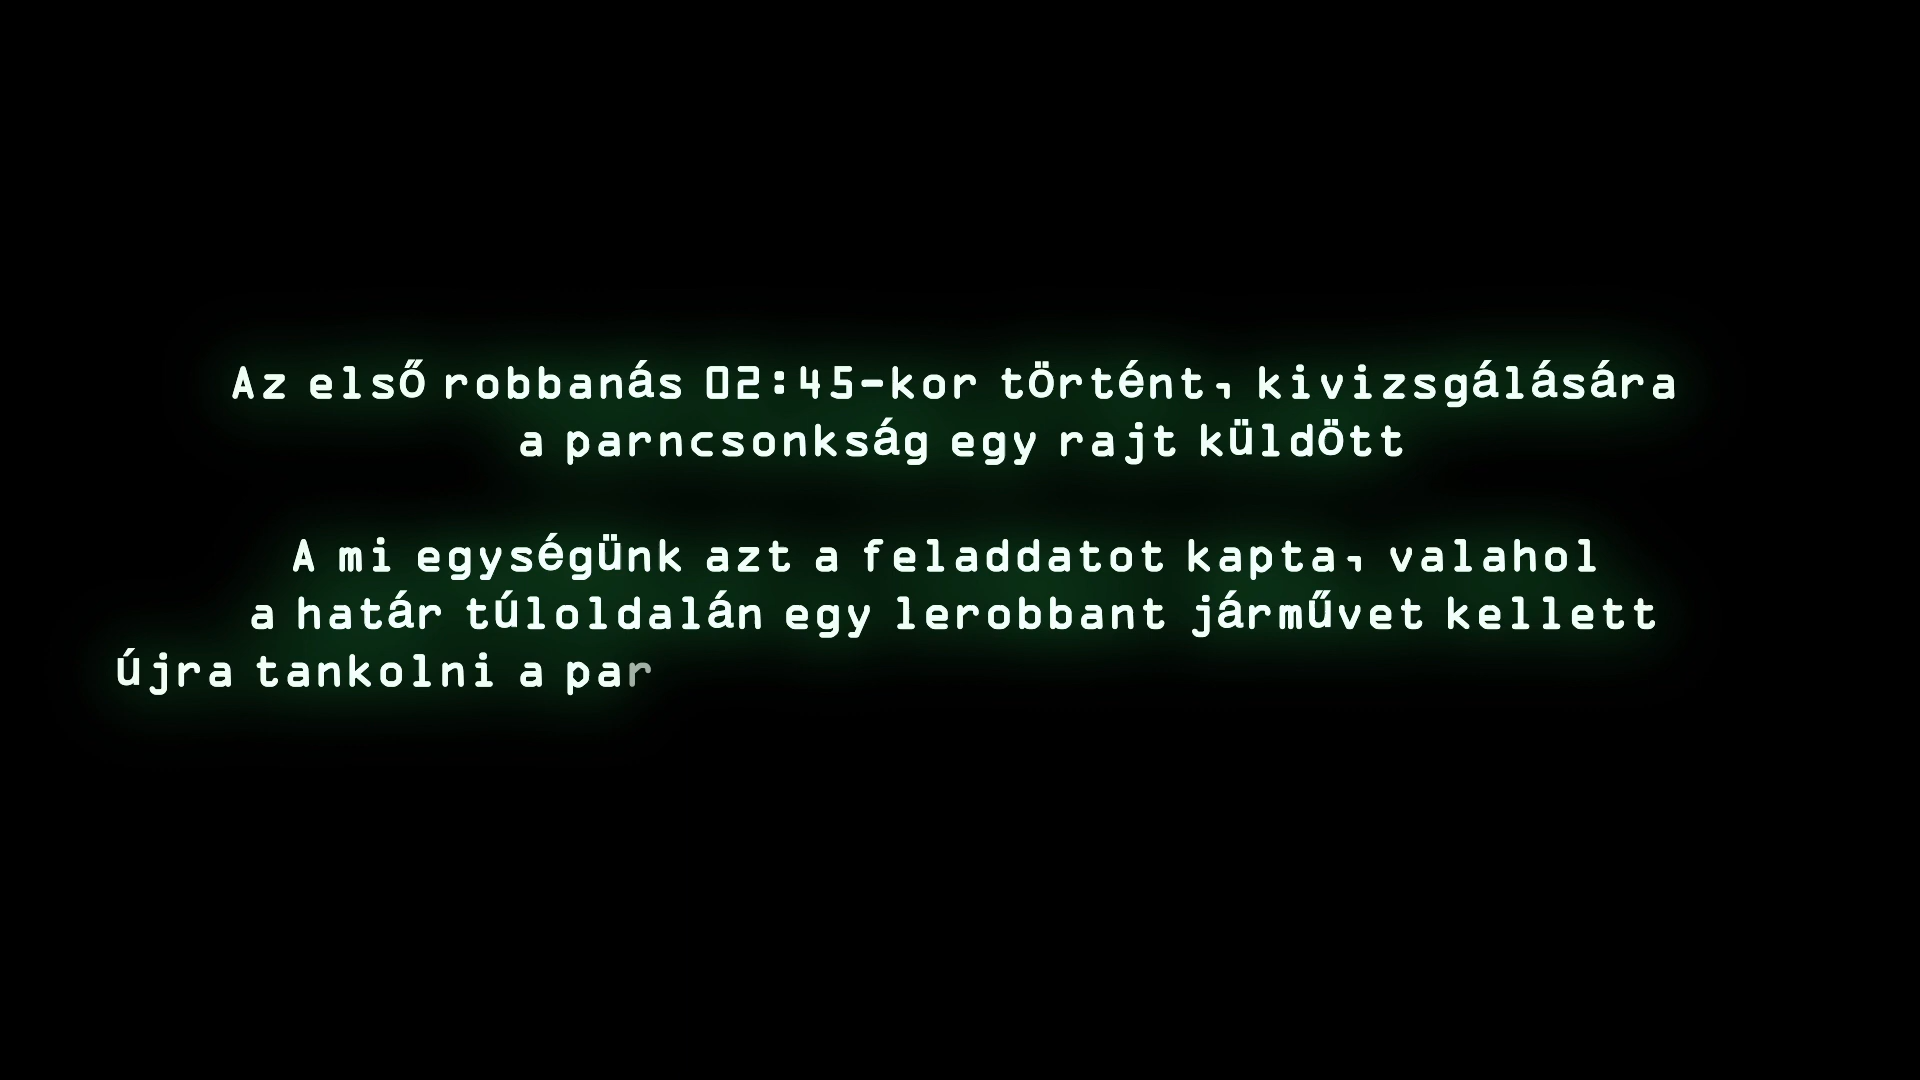 Az első robbanás 02:45-kor történt, kivizsgálására
a parncsonkság egy rajt küldött
A mi egységünk azt a feladdatot kapta, valahol
a határ túloldalán egy lerobbant járművet kellett
újra tankolni a par